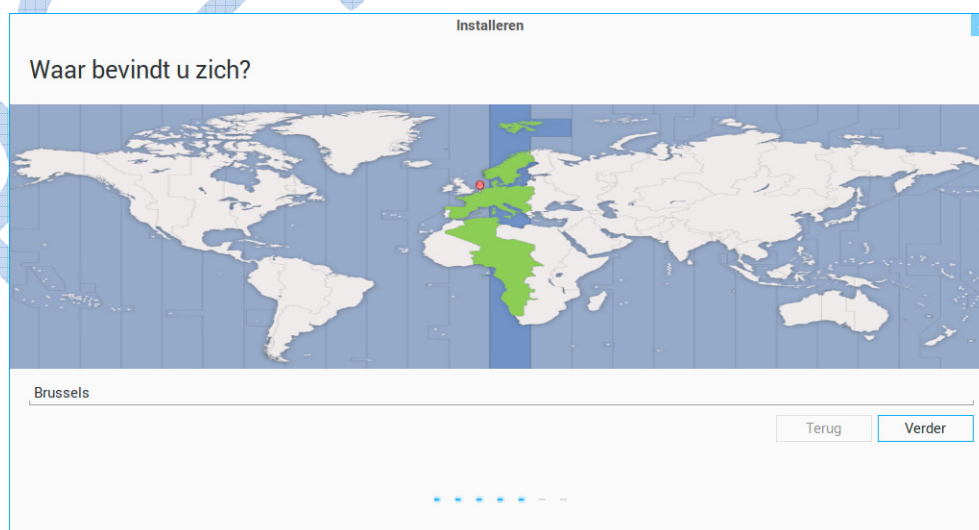 Installeren
Waar bevindt u zich?
Brussels
Terug
Verder